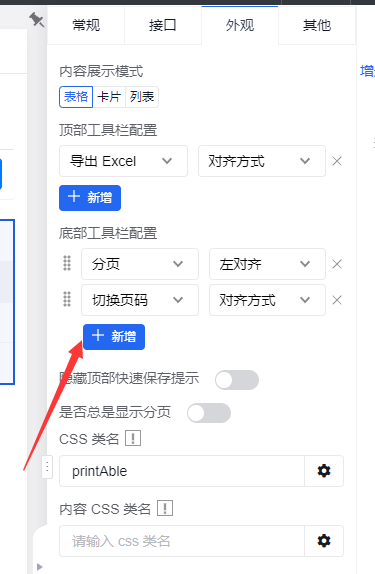 常规 接口 外观 其他
增
内容展示模式
表格 卡片 列表
顶部工具栏配置
导出 Excel 对齐方式
新增
底部工具栏配置
分页 左对齐
切换页码 对齐方式
新增
隐藏顶部快速保存提示
是否总是显示分页
CSS 类名
printAble
内容 CSS 类名
请输入 css 类名